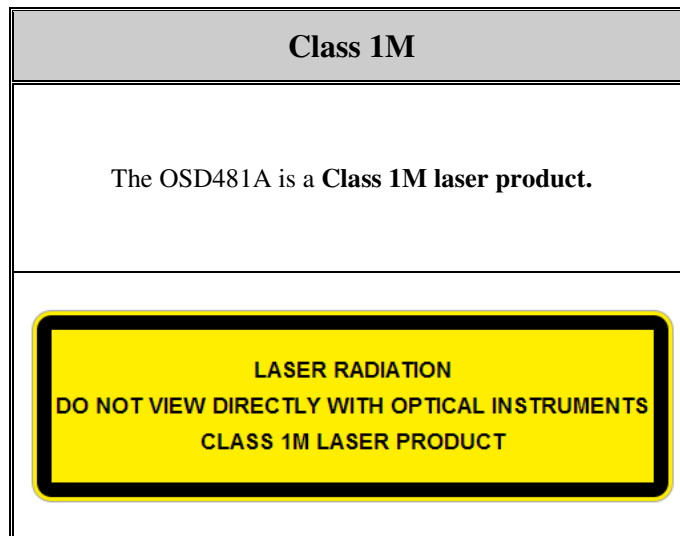 Class 1M
The OSD481A is a Class 1M laser product.
LASER RADIATION
DO NOT VIEW DIRECTLY WITH OPTICAL INSTRUMENTS
CLASS 1M LASER PRODUCT